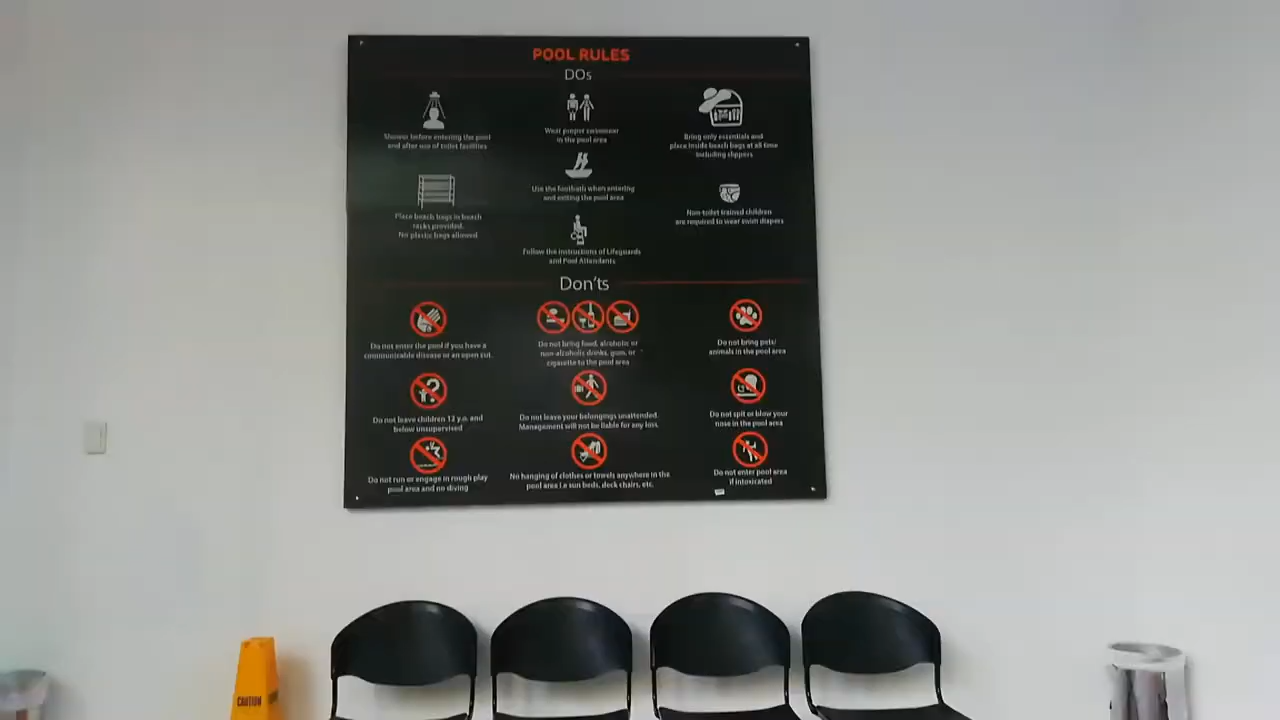 POOL RULES
DOs
Shower before entering the pool
and after use of toilet facilities
Wear proper swimwear
in the pool area
Bring only essentials and
place inside beach bags at all time
including slippers
Use the footbath when entering
and exiting the pool area
Place beach bags in beach
racks provided.
No plastic bags allowed
Non-toilet trained children
are required to wear swim diapers
Follow the instructions of Lifeguards
and Pool Attendants
Don'ts
Do not enter the pool if you have a
communicable disease or an open cut.
Do not bring food, alcoholic or
non-alcoholic drinks, gum, or
cigarette to the pool area
Do not bring pets/
animals in the pool area
Do not leave children 12 y.o. and
below unsupervised
Do not leave your belongings unattended.
Management will not be liable for any loss.
Do not spit or blow your
nose in the pool area
Do not run or engage in rough play
pool area and no diving
No hanging of clothes or towels anywhere in the
pool area i.e sun beds, deck chairs, etc.
Do not enter pool area
if intoxicated
CAUTION